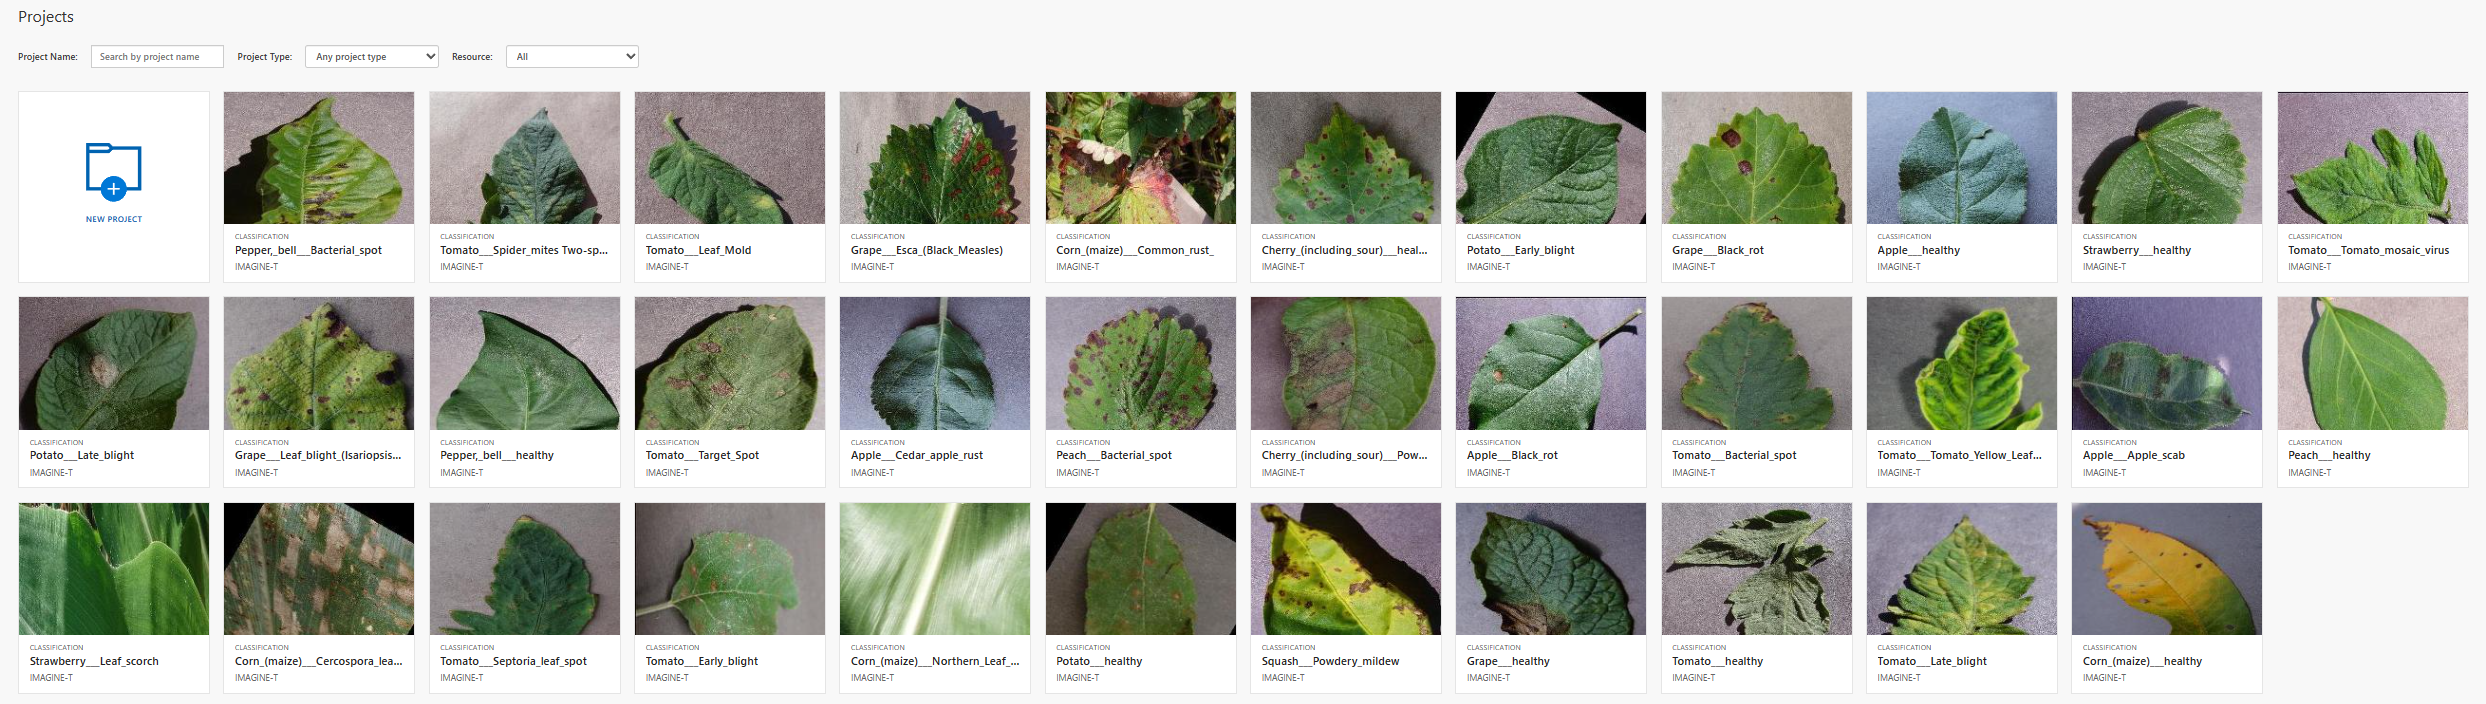 Projects
Project Name: Search by project name Project Type: Any project type Resource: All
NEW PROJECT
CLASSIFICATION
Pepper,_bell___Bacterial_spot
IMAGINE-T
CLASSIFICATION
Tomato___Spider_mites Two-sp...
IMAGINE-T
CLASSIFICATION
Tomato___Leaf_Mold
IMAGINE-T
CLASSIFICATION
Grape___Esca_(Black_Measles)
IMAGINE-T
CLASSIFICATION
Corn_(maize)___Common_rust_
IMAGINE-T
CLASSIFICATION
Cherry_(including_sour)___heal...
IMAGINE-T
CLASSIFICATION
Potato___Early_blight
IMAGINE-T
CLASSIFICATION
Grape___Black_rot
IMAGINE-T
CLASSIFICATION
Apple___healthy
IMAGINE-T
CLASSIFICATION
Strawberry___healthy
IMAGINE-T
CLASSIFICATION
Tomato___Tomato_mosaic_virus
IMAGINE-T
CLASSIFICATION
Potato___Late_blight
IMAGINE-T
CLASSIFICATION
Grape___Leaf_blight_(Isariopsis...
IMAGINE-T
CLASSIFICATION
Pepper,_bell___healthy
IMAGINE-T
CLASSIFICATION
Tomato___Target_Spot
IMAGINE-T
CLASSIFICATION
Apple___Cedar_apple_rust
IMAGINE-T
CLASSIFICATION
Peach___Bacterial_spot
IMAGINE-T
CLASSIFICATION
Cherry_(including_sour)___Pow...
IMAGINE-T
CLASSIFICATION
Apple___Black_rot
IMAGINE-T
CLASSIFICATION
Tomato___Bacterial_spot
IMAGINE-T
CLASSIFICATION
Tomato___Tomato_Yellow_Leaf...
IMAGINE-T
CLASSIFICATION
Apple___Apple_scab
IMAGINE-T
CLASSIFICATION
Peach___healthy
IMAGINE-T
CLASSIFICATION
Strawberry___Leaf_scorch
IMAGINE-T
CLASSIFICATION
Corn_(maize)___Cercospora_lea...
IMAGINE-T
CLASSIFICATION
Tomato___Septoria_leaf_spot
IMAGINE-T
CLASSIFICATION
Tomato___Early_blight
IMAGINE-T
CLASSIFICATION
Corn_(maize)___Northern_Leaf_...
IMAGINE-T
CLASSIFICATION
Potato___healthy
IMAGINE-T
CLASSIFICATION
Squash___Powdery_mildew
IMAGINE-T
CLASSIFICATION
Grape___healthy
IMAGINE-T
CLASSIFICATION
Tomato___healthy
IMAGINE-T
CLASSIFICATION
Tomato___Late_blight
IMAGINE-T
CLASSIFICATION
Corn_(maize)___healthy
IMAGINE-T